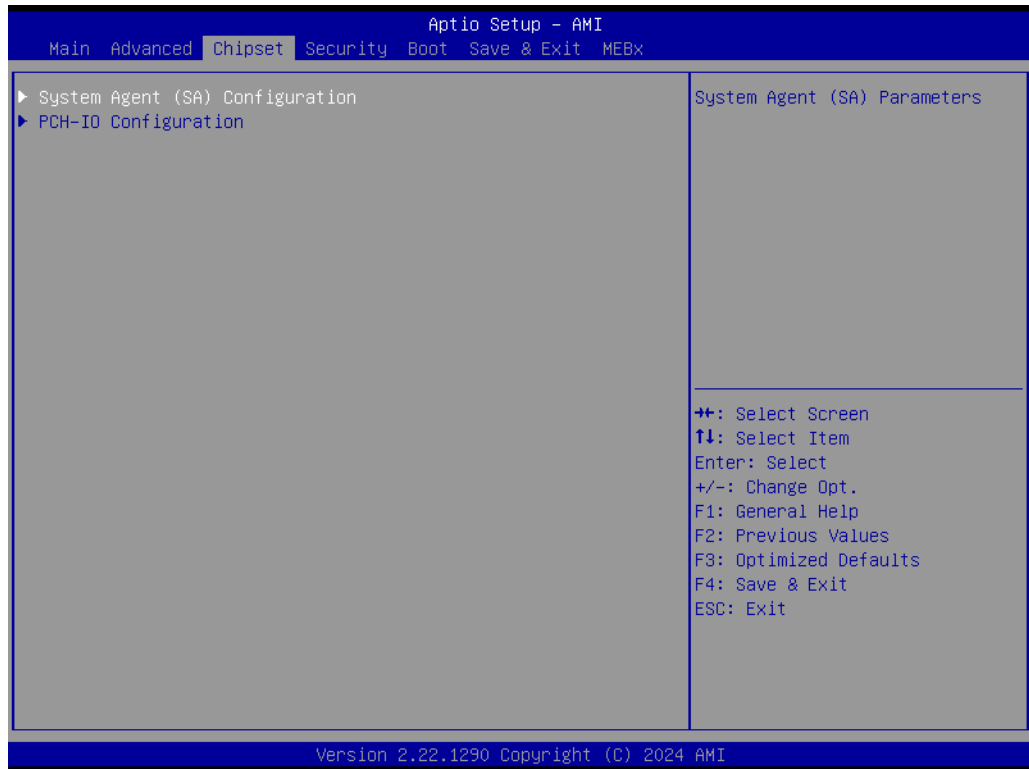 Aptio Setup – AMI
Main Advanced Chipset Security Boot Save & Exit MEBx
▶ System Agent (SA) Configuration
▶ PCH-IO Configuration
System Agent (SA) Parameters
→←: Select Screen
↑↓: Select Item
Enter: Select
+/-: Change Opt.
F1: General Help
F2: Previous Values
F3: Optimized Defaults
F4: Save & Exit
ESC: Exit
Version 2.22.1290 Copyright (C) 2024 AMI